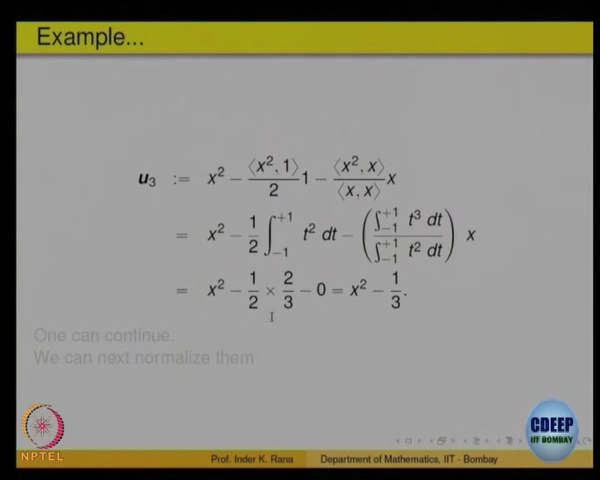 Example...
u₃ := x² − ⟨x², 1⟩/2 1 − ⟨x², x⟩/⟨x, x⟩ x
= x² − 1/2 ∫₋₁⁺¹ t² dt − (∫₋₁⁺¹ t³ dt / ∫₋₁⁺¹ t² dt) x
= x² − 1/2 × 2/3 − 0 = x² − 1/3.
One can continue.
We can next normalize them
NPTEL
CDEEP
IIT BOMBAY
Prof. Inder K. Rana Department of Mathematics, IIT - Bombay